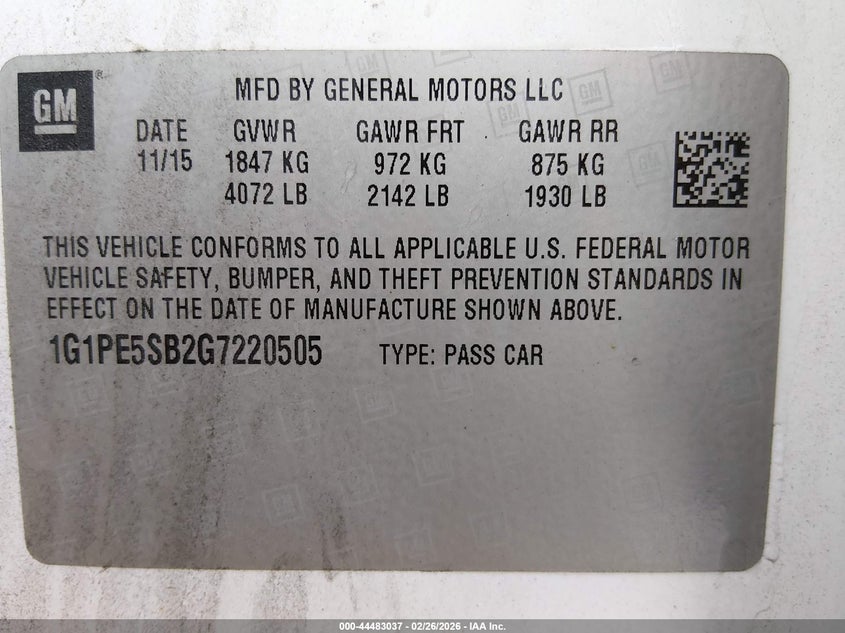 GM
MFD BY GENERAL MOTORS LLC
DATE GVWR GAWR FRT GAWR RR
11/15 1847 KG 972 KG 875 KG
4072 LB 2142 LB 1930 LB
THIS VEHICLE CONFORMS TO ALL APPLICABLE U.S. FEDERAL MOTOR
VEHICLE SAFETY, BUMPER, AND THEFT PREVENTION STANDARDS IN
EFFECT ON THE DATE OF MANUFACTURE SHOWN ABOVE.
1G1PE5SB2G7220505 TYPE: PASS CAR
000-44483037 - 02/26/2026 - IAA Inc.